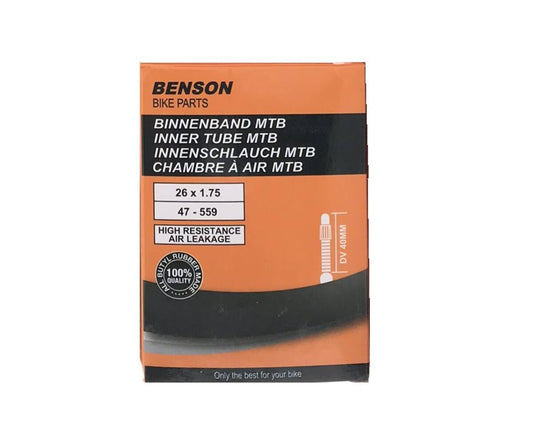 BENSON
BIKE PARTS
BINNENBAND MTB
INNER TUBE MTB
INNENSCHLAUCH MTB
CHAMBRE À AIR MTB
26 x 1.75
47 - 559
HIGH RESISTANCE
AIR LEAKAGE
DV 40MM
ALL BUTYL RUBBER MADE
100%
QUALITY
Only the best for your bike